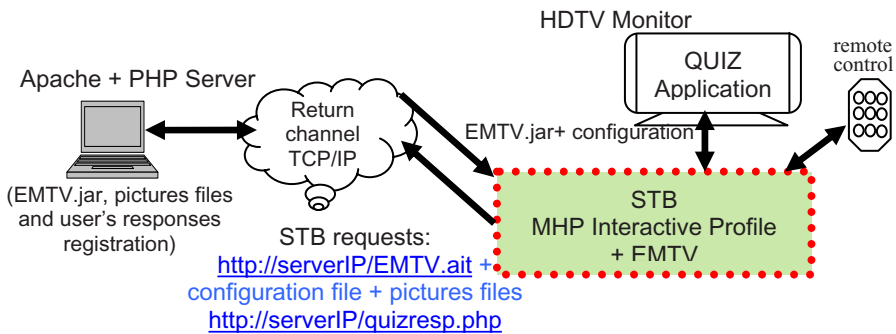 HDTV Monitor
QUIZ
Application
remote
control
Apache + PHP Server
Return
channel
TCP/IP
EMTV.jar+ configuration
(EMTV.jar, pictures files
and user's responses
registration)
STB
MHP Interactive Profile
+ FMTV
STB requests:
http://serverIP/EMTV.ait +
configuration file + pictures files
http://serverIP/quizresp.php